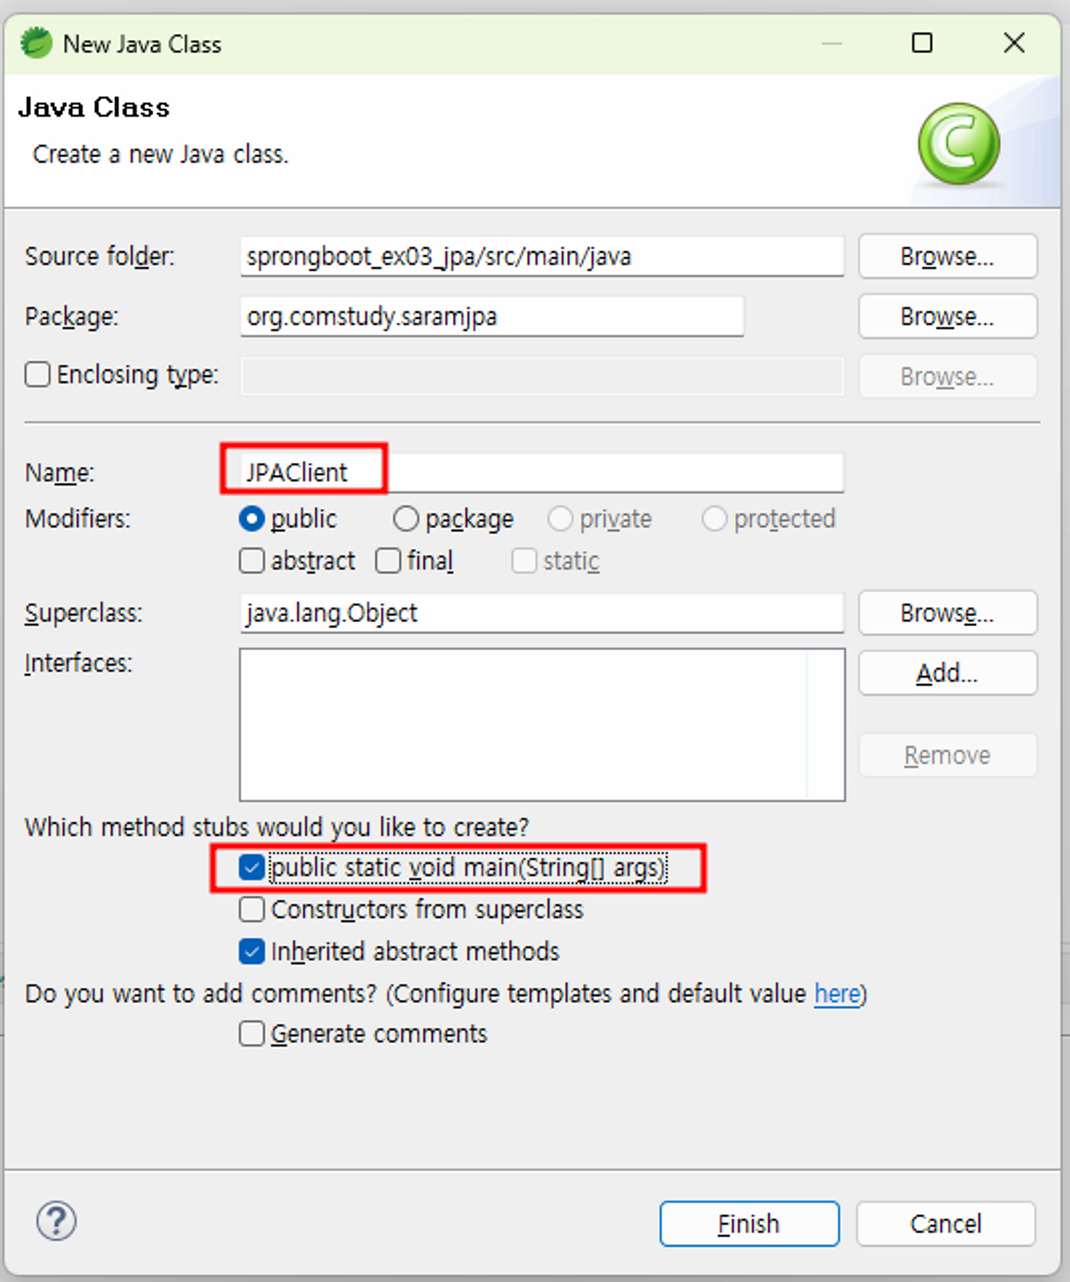 New Java Class
Java Class
Create a new Java class.
Source folder: sprongboot_ex03_jpa/src/main/java Browse...
Package: org.comstudy.saramjpa Browse...
Enclosing type: Browse...
Name: JPAClient
Modifiers: public package private protected
abstract final static
Superclass: java.lang.Object Browse...
Interfaces: Add...
Remove
Which method stubs would you like to create?
public static void main(String[] args)
Constructors from superclass
Inherited abstract methods
Do you want to add comments? (Configure templates and default value here)
Generate comments
? Finish Cancel